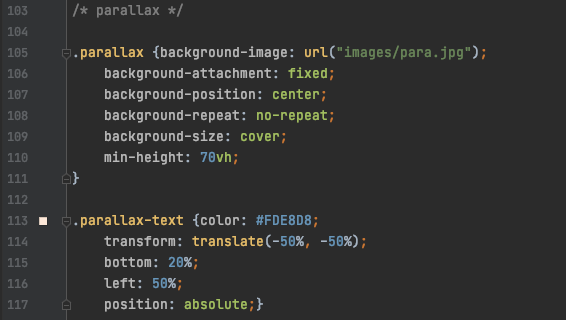 103 /* parallax */
104
105 .parallax {background-image: url("images/para.jpg");
106 background-attachment: fixed;
107 background-position: center;
108 background-repeat: no-repeat;
109 background-size: cover;
110 min-height: 70vh;
111 }
112
113 .parallax-text {color: #FDE8D8;
114 transform: translate(-50%, -50%);
115 bottom: 20%;
116 left: 50%;
117 position: absolute;}